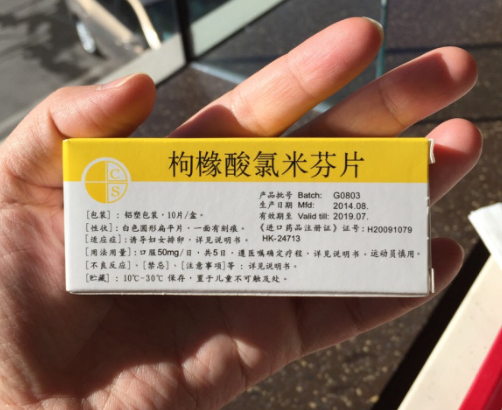 C
S
枸橼酸氯米芬片
产品批号 Batch: G0803
生产日期 Mfd: 2014.08.
有效期至 Valid till: 2019.07.
[包装]：铝塑包装，10片/盒。
[性状]：白色圆形扁平片，一面有刻痕。
《进口药品注册证》证号：H20091079
[适应症]：诱导妇女排卵，详见说明书。
HK-24713
[用法用量]：口服50mg/日，共5日，遵医嘱确定疗程，详见说明书。运动员慎用。
[不良反应]、[禁忌]、[注意事项]等：详见说明书。
[贮藏]：10℃-30℃ 保存，置于儿童不可触及处。